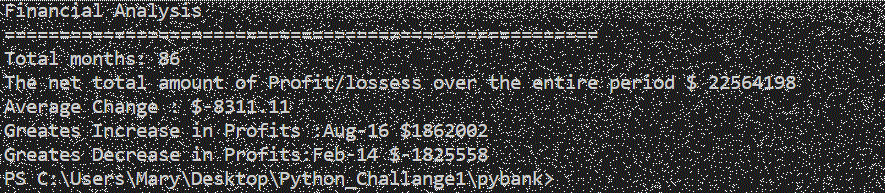 Financial Analysis
======================================================
Total months: 86
The net total amount of Profit/lossess over the entire period $ 22564198
Average Change : $-8311.11
Greates Increase in Profits :Aug-16 $1862002
Greates Decrease in Profits:Feb-14 $-1825558
PS C:\Users\Mary\Desktop\Python_Challange1\pybank>